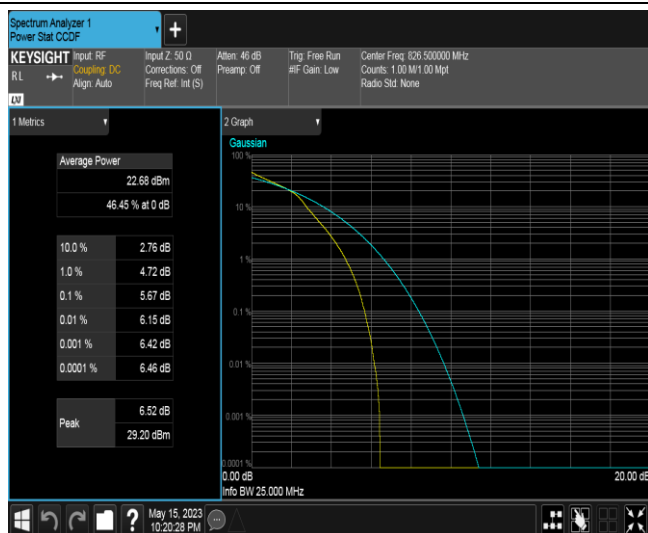 Spectrum Analyzer 1
Power Stat CCDF
+
KEYSIGHT Input: RF Input Z: 50 Ω Atten: 46 dB Trig: Free Run Center Freq: 826.500000 MHz
RL Coupling: DC Corrections: Off Preamp: Off #IF Gain: Low Counts: 1.00 M/1.00 Mpt
Align: Auto Freq Ref: Int (S) Radio Std: None
LXI
1 Metrics 2 Graph
Gaussian
Average Power
22.68 dBm
46.45 % at 0 dB
10.0 % 2.76 dB
1.0 % 4.72 dB
0.1 % 5.67 dB
0.01 % 6.15 dB
0.001 % 6.42 dB
0.0001 % 6.46 dB
Peak 6.52 dB
29.20 dBm
100 %
10 %
1 %
0.1 %
0.01 %
0.001 %
0.0001 %
0.00 dB 20.00 dB
Info BW 25.000 MHz
? May 15, 2023
10:20:28 PM